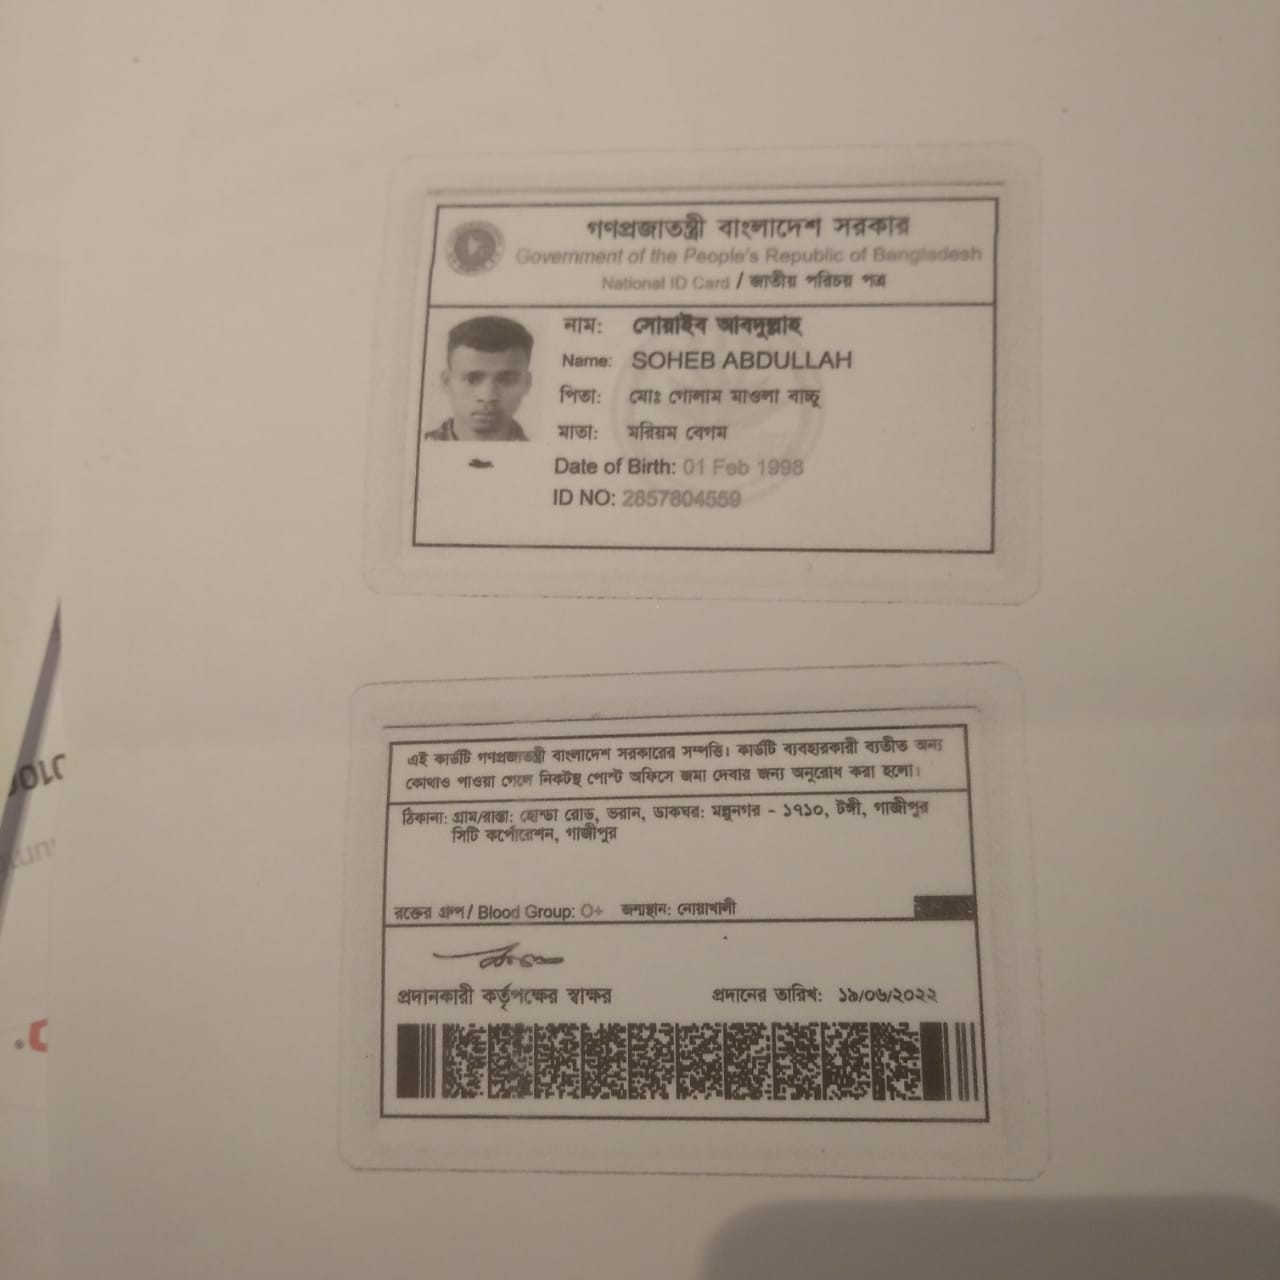 গণপ্রজাতন্ত্রী বাংলাদেশ সরকার
Government of the People's Republic of Bangladesh
National ID Card / জাতীয় পরিচয় পত্র
নাম: সোয়াইব আবদুল্লাহ
Name: SOHEB ABDULLAH
পিতা: মোঃ গোলাম মাওলা বাচ্চু
মাতা: মরিয়ম বেগম
Date of Birth: 01 Feb 1998
ID NO: 2857804559
এই কার্ডটি গণপ্রজাতন্ত্রী বাংলাদেশ সরকারের সম্পত্তি। কার্ডটি ব্যবহারকারী ব্যতীত অন্য
কোথাও পাওয়া গেলে নিকটস্থ পোস্ট অফিসে জমা দেবার জন্য অনুরোধ করা হলো।
ঠিকানা: গ্রাম/রাস্তা: হোন্ডা রোড, ভরান, ডাকঘর: মন্নুনগর - ১৭১০, টঙ্গী, গাজীপুর
সিটি কর্পোরেশন, গাজীপুর
রক্তের গ্রুপ / Blood Group: O+ জন্মস্থান: নোয়াখালী
প্রদানকারী কর্তৃপক্ষের স্বাক্ষর প্রদানের তারিখ: ১৯/০৬/২০২২